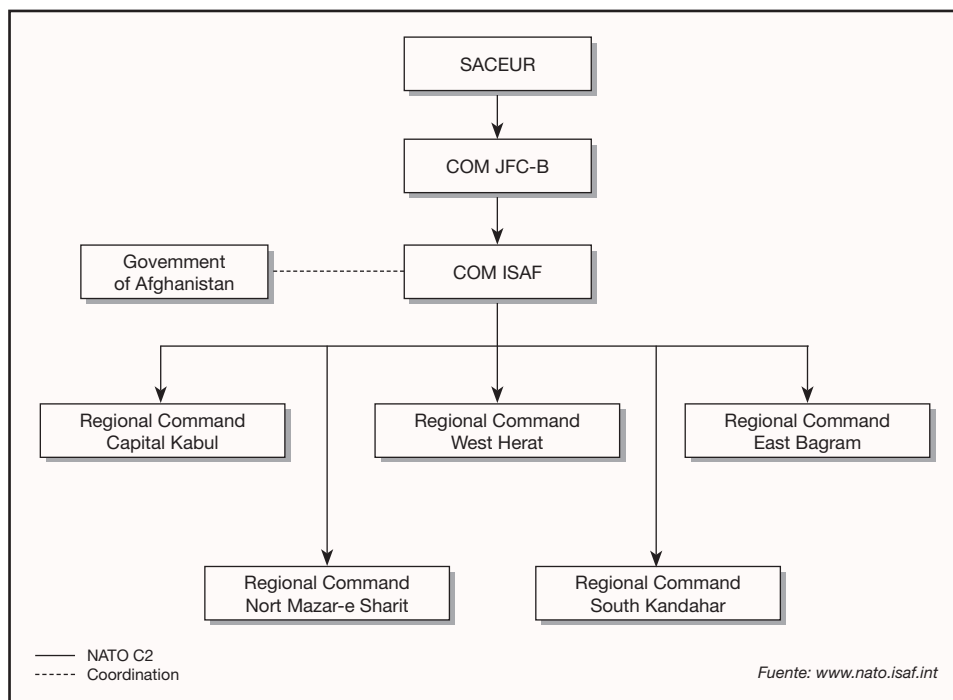 SACEUR
COM JFC-B
Government
of Afghanistan
COM ISAF
Regional Command
Capital Kabul
Regional Command
West Herat
Regional Command
East Bagram
Regional Command
Nort Mazar-e Sharit
Regional Command
South Kandahar
NATO C2
Coordination
Fuente: www.nato.isaf.int